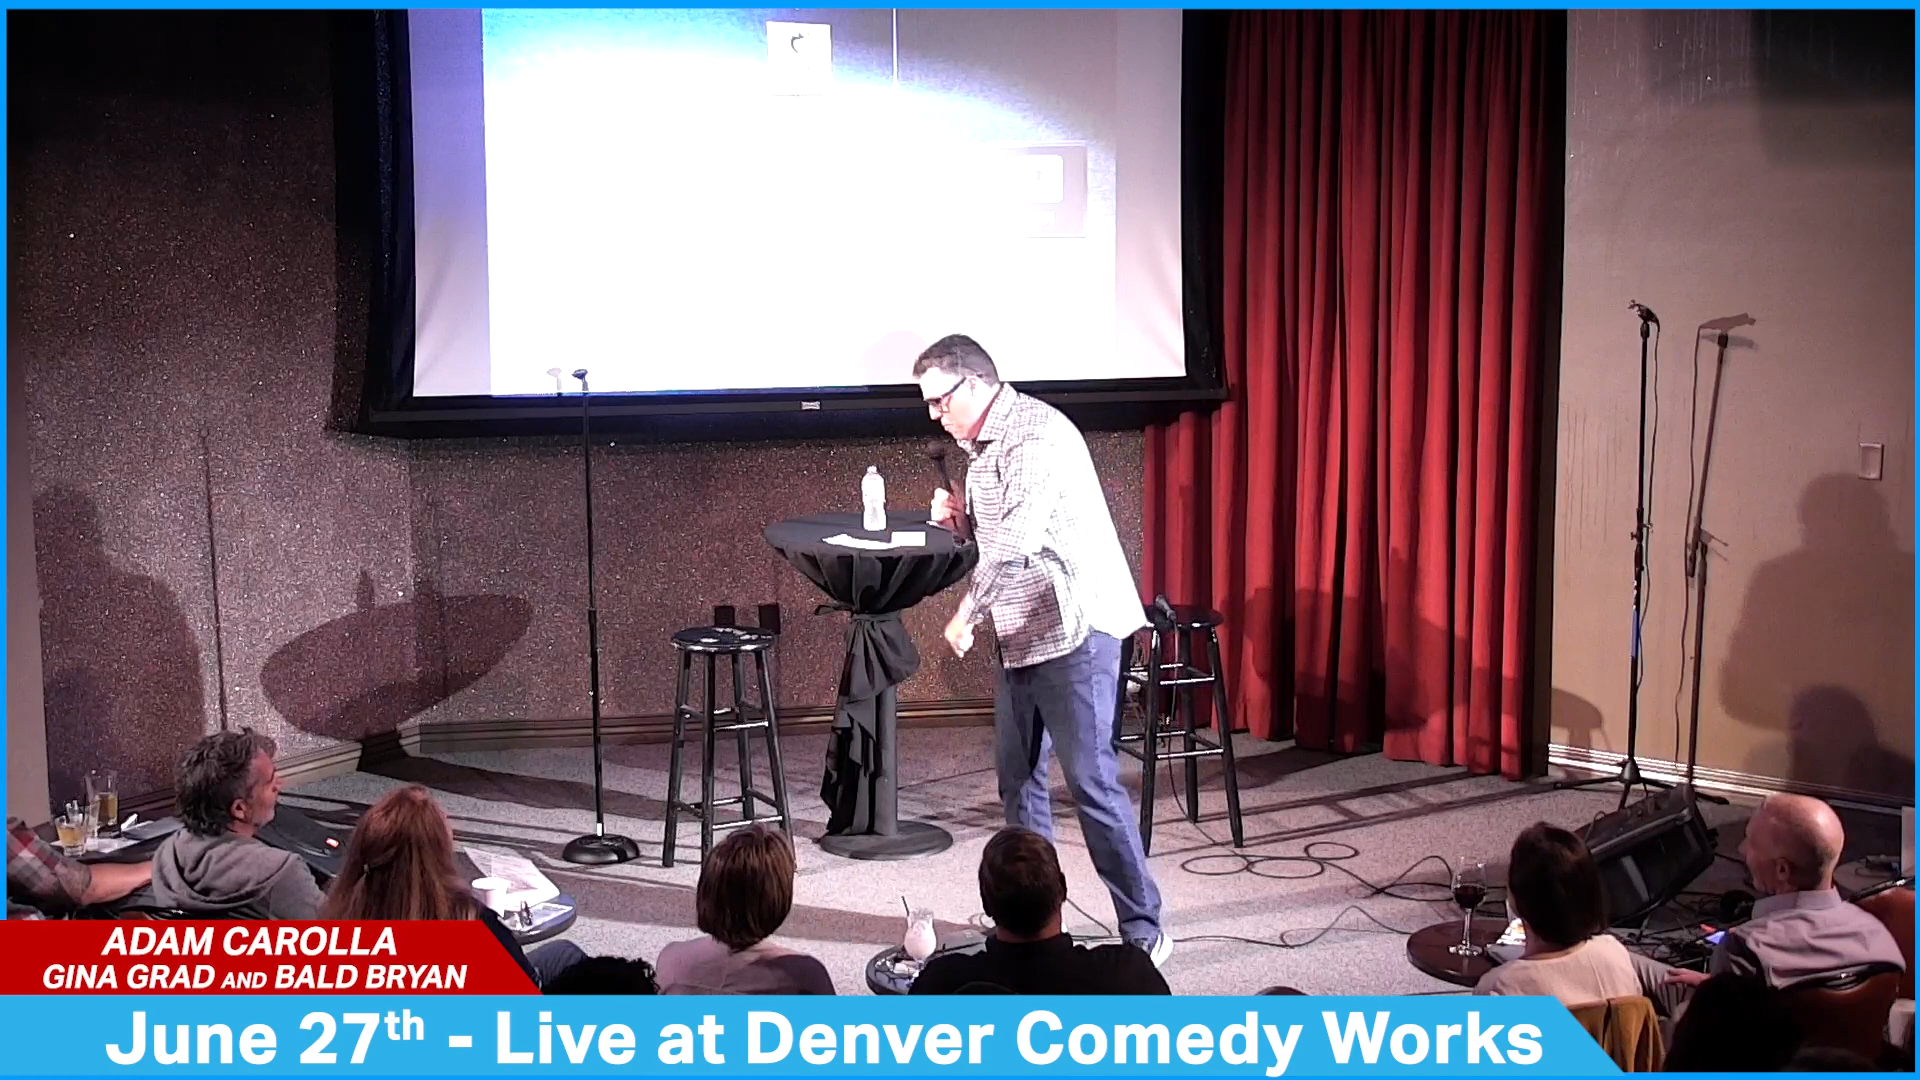 ADAM CAROLLA
GINA GRAD AND BALD BRYAN
June 27th - Live at Denver Comedy Works